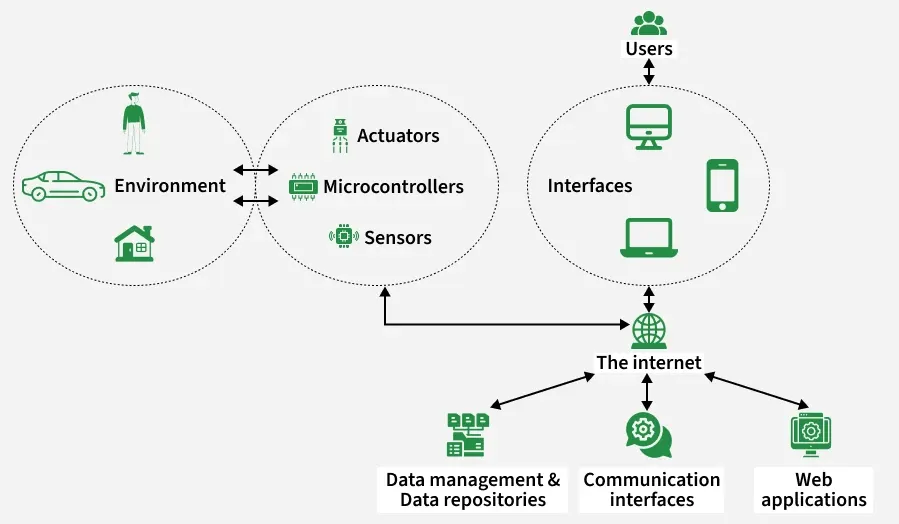 Users
Actuators
Environment
Microcontrollers
Interfaces
Sensors
The internet
Data management &
Data repositories
Communication
interfaces
Web
applications